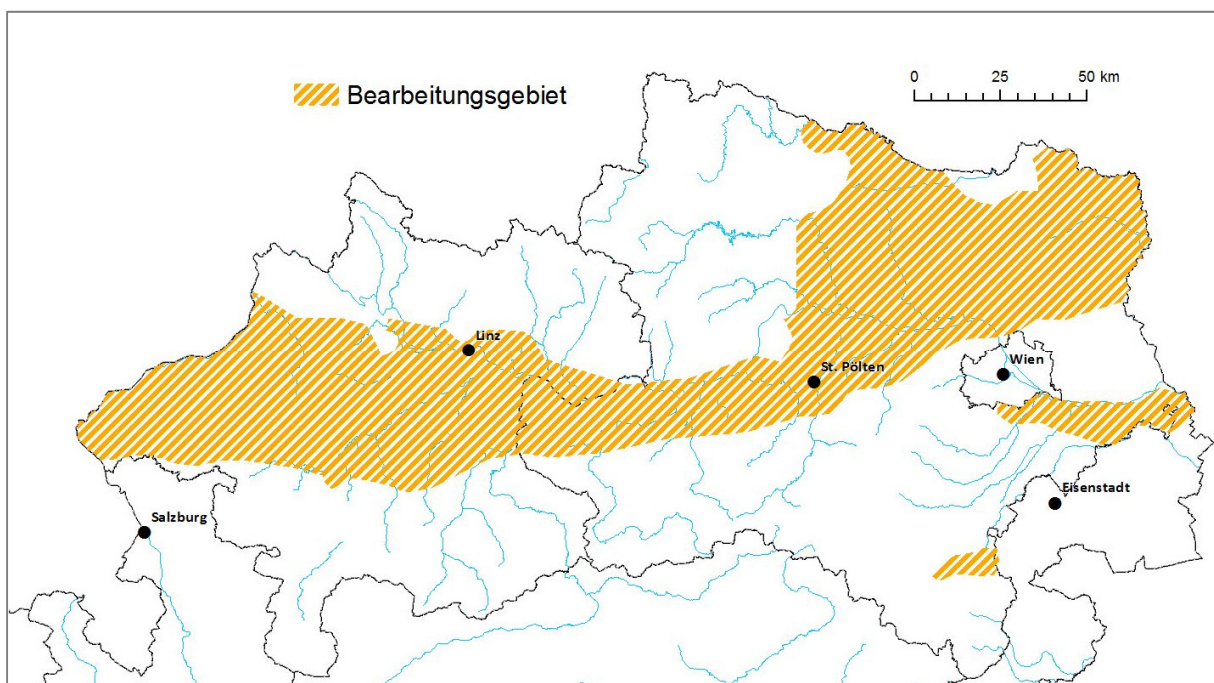 Bearbeitungsgebiet
0 25 50 km
Linz
Wien
St. Pölten
Eisenstadt
Salzburg